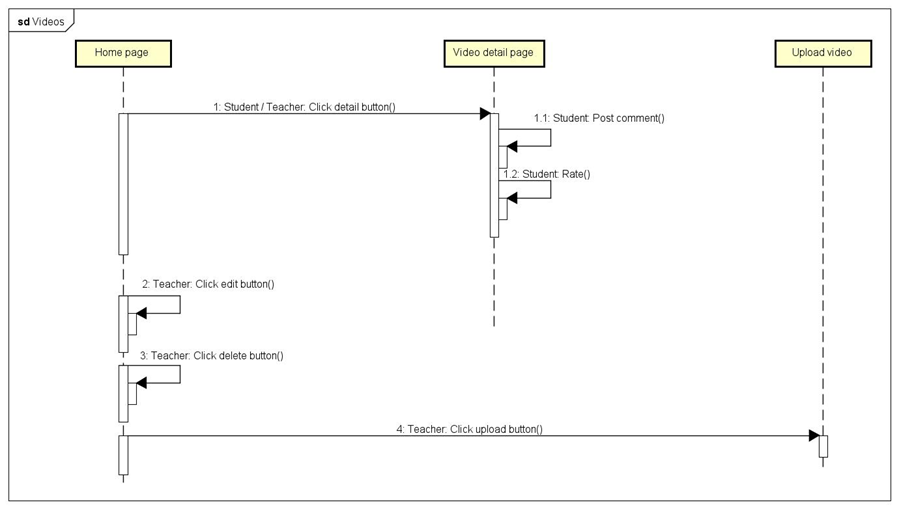 sd Videos
Home page
Video detail page
Upload video
1: Student / Teacher: Click detail button()
1.1: Student: Post comment()
1.2: Student: Rate()
2: Teacher: Click edit button()
3: Teacher: Click delete button()
4: Teacher: Click upload button()